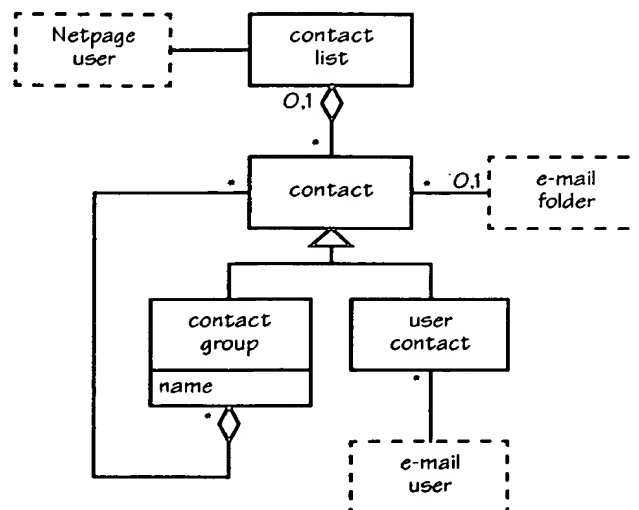 Netpage
user
contact
list
0,1
*
*
contact
*
0,1
e-mail
folder
contact
group
name
*
user
contact
*
e-mail
user